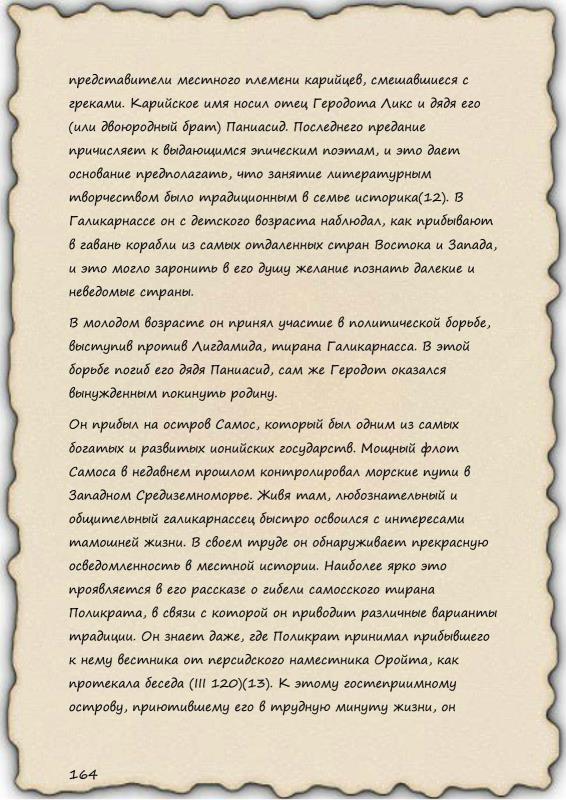 представители местного племени карийцев, смешавшиеся с
греками. Карийское имя носил отец Геродота Ликс и дядя его
(или двоюродный брат) Паниасид. Последнего предание
причисляет к выдающимся эпическим поэтам, и это дает
основание предполагать, что занятие литературным
творчеством было традиционным в семье историка(12). В
Галикарнассе он с детского возраста наблюдал, как прибывают
в гавань корабли из самых отдаленных стран Востока и Запада,
и это могло заронить в его душу желание познать далекие и
неведомые страны.
В молодом возрасте он принял участие в политической борьбе,
выступив против Лигдамида, тирана Галикарнасса. В этой
борьбе погиб его дядя Паниасид, сам же Геродот оказался
вынужденным покинуть родину.
Он прибыл на остров Самос, который был одним из самых
богатых и развитых ионийских государств. Мощный флот
Самоса в недавнем прошлом контролировал морские пути в
Западном Средиземноморье. Живя там, любознательный и
общительный галикарнассец быстро освоился с интересами
тамошней жизни. В своем труде он обнаруживает прекрасную
осведомленность в местной истории. Наиболее ярко это
проявляется в его рассказе о гибели самосского тирана
Поликрата, в связи с которой он приводит различные варианты
традиции. Он знает даже, где Поликрат принимал прибывшего
к нему вестника от персидского наместника Оройта, как
протекала беседа (III 120)(13). К этому гостеприимному
острову, приютившему его в трудную минуту жизни, он
164